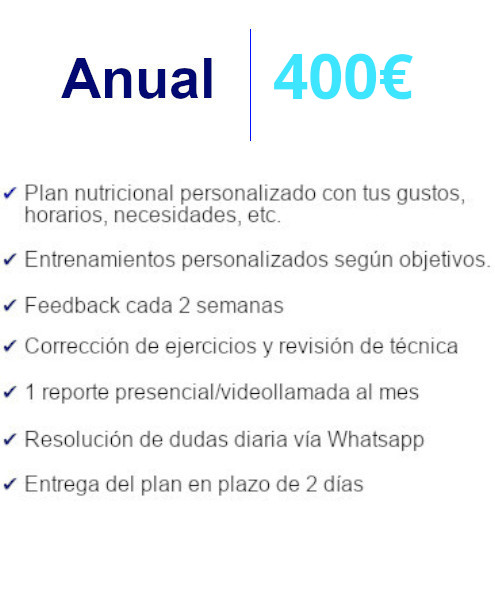 Anual 400€
✔ Plan nutricional personalizado con tus gustos,
horarios, necesidades, etc.
✔ Entrenamientos personalizados según objetivos.
✔ Feedback cada 2 semanas
✔ Corrección de ejercicios y revisión de técnica
✔ 1 reporte presencial/videollamada al mes
✔ Resolución de dudas diaria vía Whatsapp
✔ Entrega del plan en plazo de 2 días